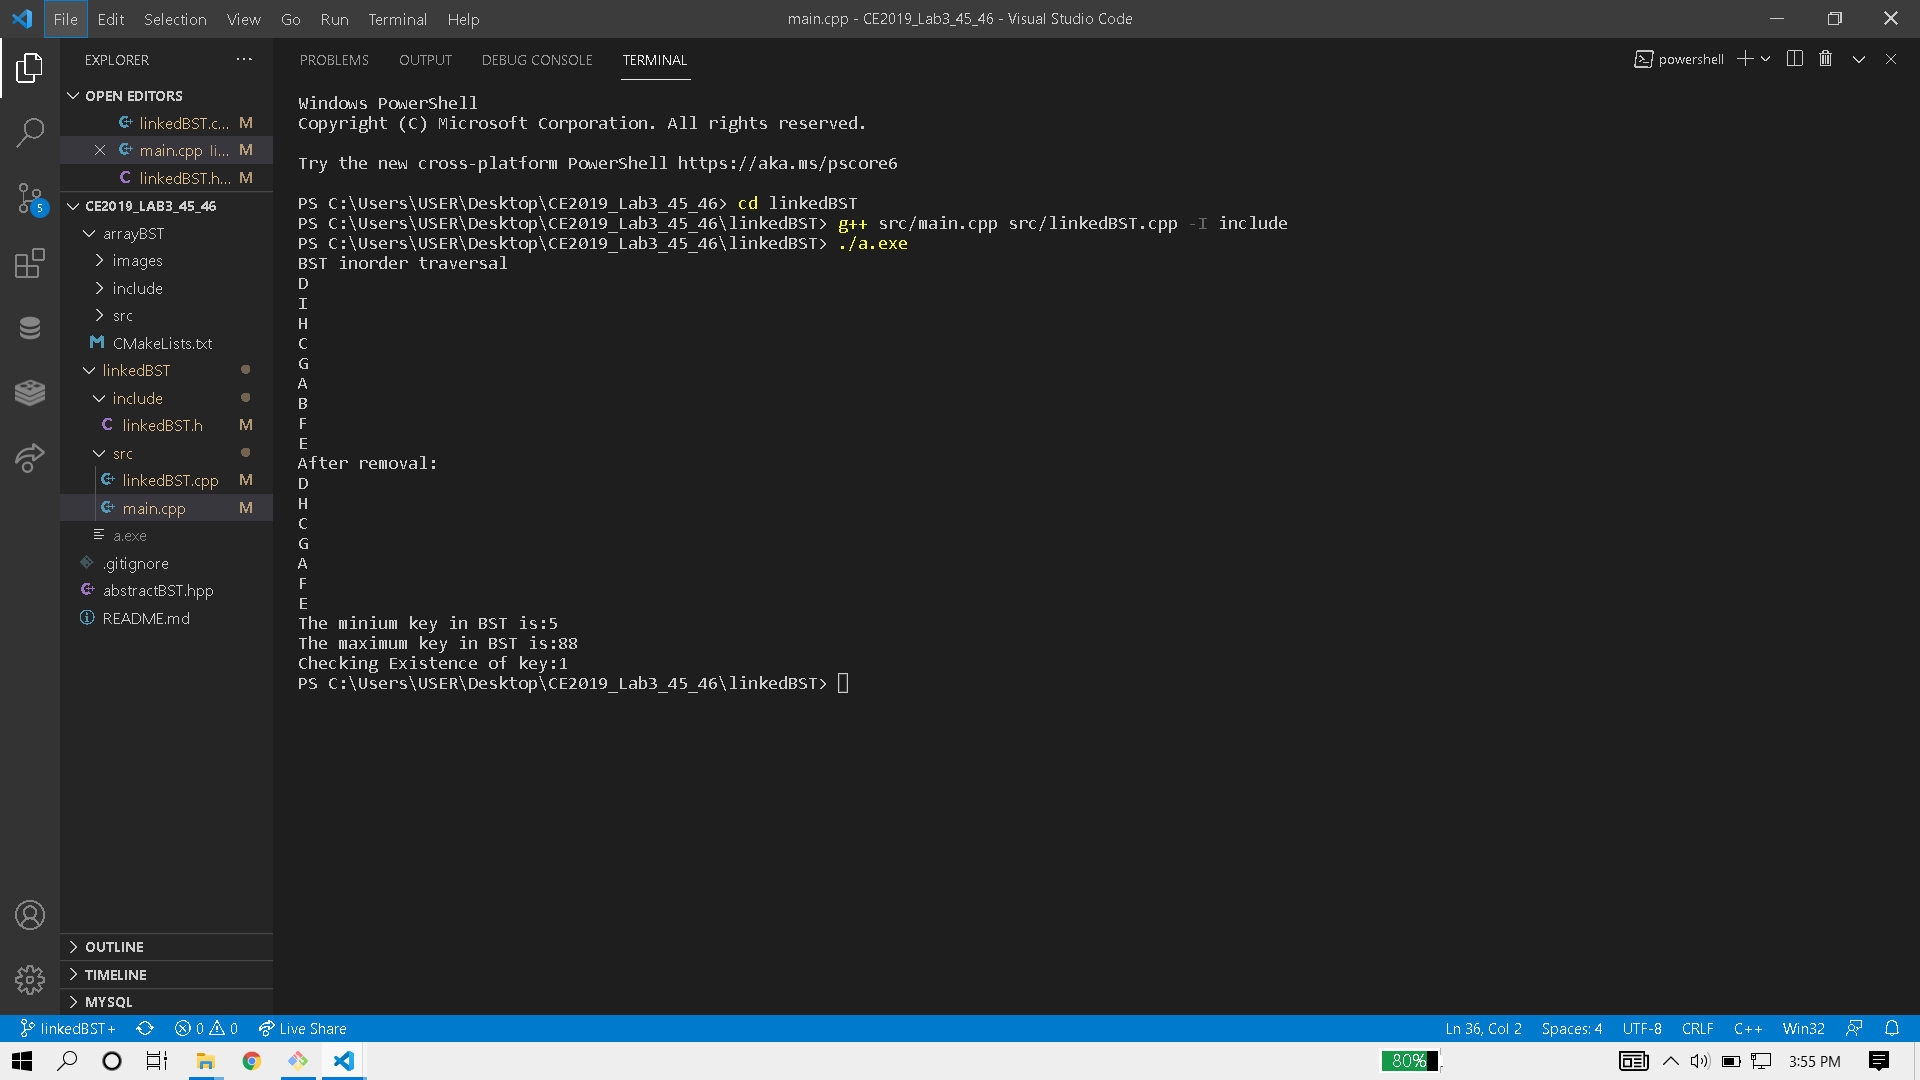 File Edit Selection View Go Run Terminal Help
main.cpp - CE2019_Lab3_45_46 - Visual Studio Code
EXPLORER
OPEN EDITORS
linkedBST.c... M
main.cpp li... M
linkedBST.h... M
CE2019_LAB3_45_46
arrayBST
images
include
src
CMakeLists.txt
linkedBST
include
linkedBST.h M
src
linkedBST.cpp M
main.cpp M
a.exe
.gitignore
abstractBST.hpp
README.md
OUTLINE
TIMELINE
MYSQL
5
PROBLEMS OUTPUT DEBUG CONSOLE TERMINAL
powershell
Windows PowerShell
Copyright (C) Microsoft Corporation. All rights reserved.
Try the new cross-platform PowerShell https://aka.ms/pscore6
PS C:\Users\USER\Desktop\CE2019_Lab3_45_46> cd linkedBST
PS C:\Users\USER\Desktop\CE2019_Lab3_45_46\linkedBST> g++ src/main.cpp src/linkedBST.cpp -I include
PS C:\Users\USER\Desktop\CE2019_Lab3_45_46\linkedBST> ./a.exe
BST inorder traversal
D
I
H
C
G
A
B
F
E
After removal:
D
H
C
G
A
F
E
The minium key in BST is:5
The maximum key in BST is:88
Checking Existence of key:1
PS C:\Users\USER\Desktop\CE2019_Lab3_45_46\linkedBST>
linkedBST+ 0 0 Live Share
Ln 36, Col 2 Spaces: 4 UTF-8 CRLF C++ Win32
80%
3:55 PM